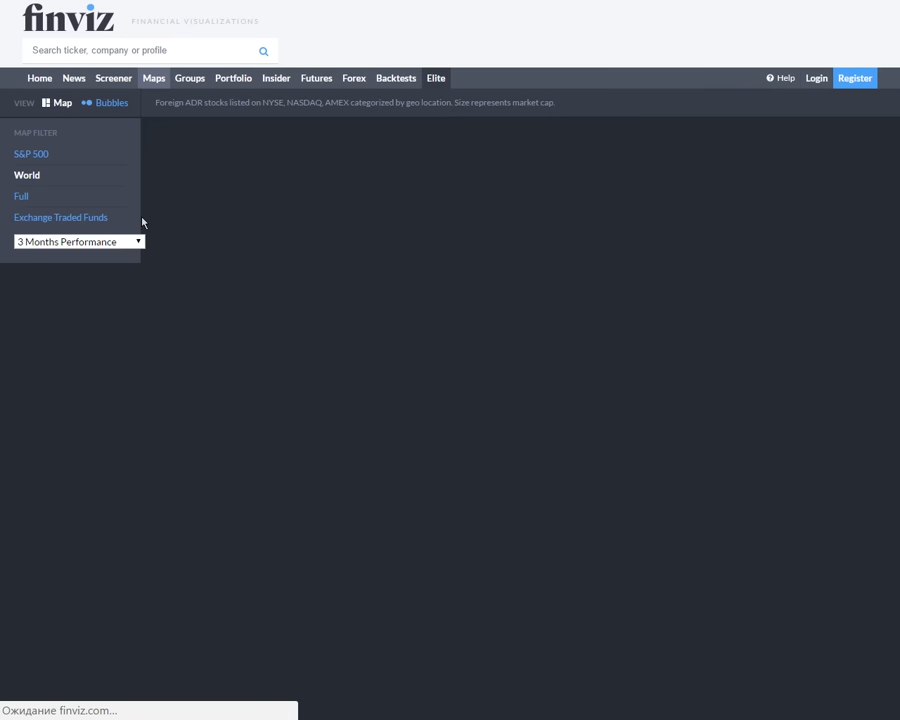 finviz FINANCIAL VISUALIZATIONS
Search ticker, company or profile
Home News Screener Maps Groups Portfolio Insider Futures Forex Backtests Elite Help Login Register
VIEW Map Bubbles Foreign ADR stocks listed on NYSE, NASDAQ, AMEX categorized by geo location. Size represents market cap.
MAP FILTER
S&P 500
World
Full
Exchange Traded Funds
3 Months Performance
Ожидание finviz.com...